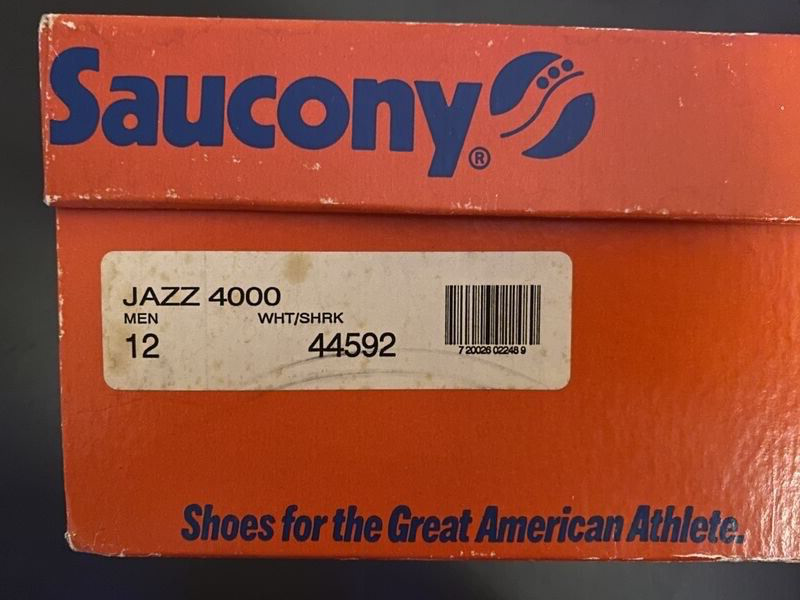 Saucony®
JAZZ 4000
MEN WHT/SHRK
12 44592
7 20026 02248 9
Shoes for the Great American Athlete.